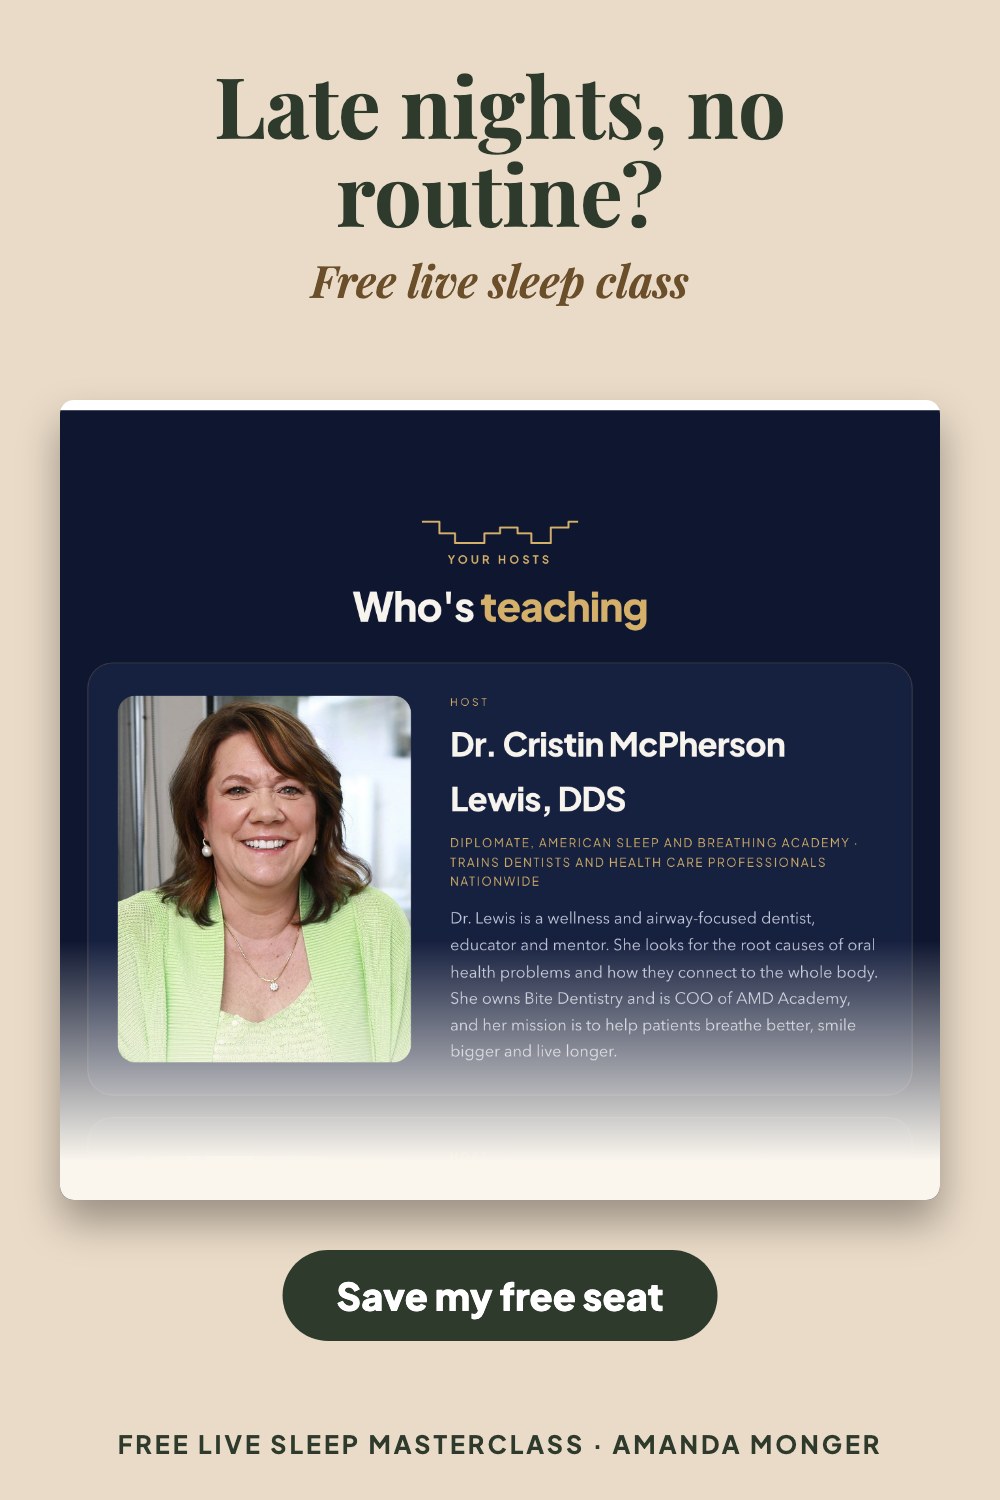 Late nights, no
routine?
Free live sleep class
YOUR HOSTS
Who's teaching
HOST
Dr. Cristin McPherson
Lewis, DDS
DIPLOMATE, AMERICAN SLEEP AND BREATHING ACADEMY ·
TRAINS DENTISTS AND HEALTH CARE PROFESSIONALS
NATIONWIDE
Dr. Lewis is a wellness and airway-focused dentist,
educator and mentor. She looks for the root causes of oral
health problems and how they connect to the whole body.
She owns Bite Dentistry and is COO of AMD Academy,
and her mission is to help patients breathe better, smile
bigger and live longer.
Save my free seat
FREE LIVE SLEEP MASTERCLASS · AMANDA MONGER